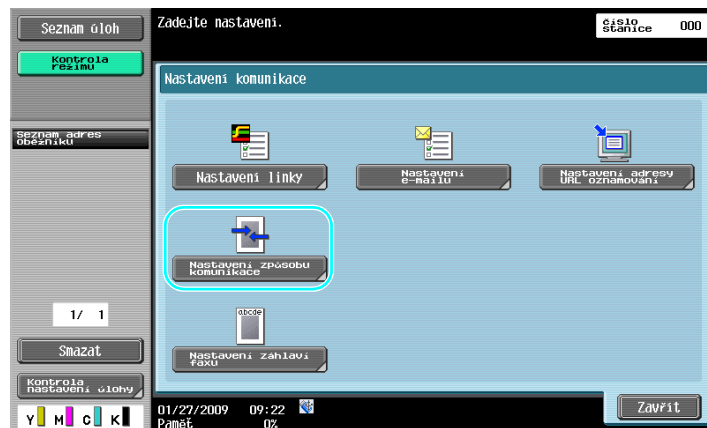 Seznam úloh
Kontrola
režimu
Seznam adres
oběžníku
1/ 1
Smazat
Kontrola
nastavení úlohy
Y M C K
Zadejte nastavení.
číslo
stanice 000
Nastavení komunikace
Nastavení linky
Nastavení
e-mailu
Nastavení adresy
URL oznamování
Nastavení způsobu
komunikace
abcde
Nastavení záhlaví
faxu
01/27/2009 09:22
Paměť 0%
Zavřít